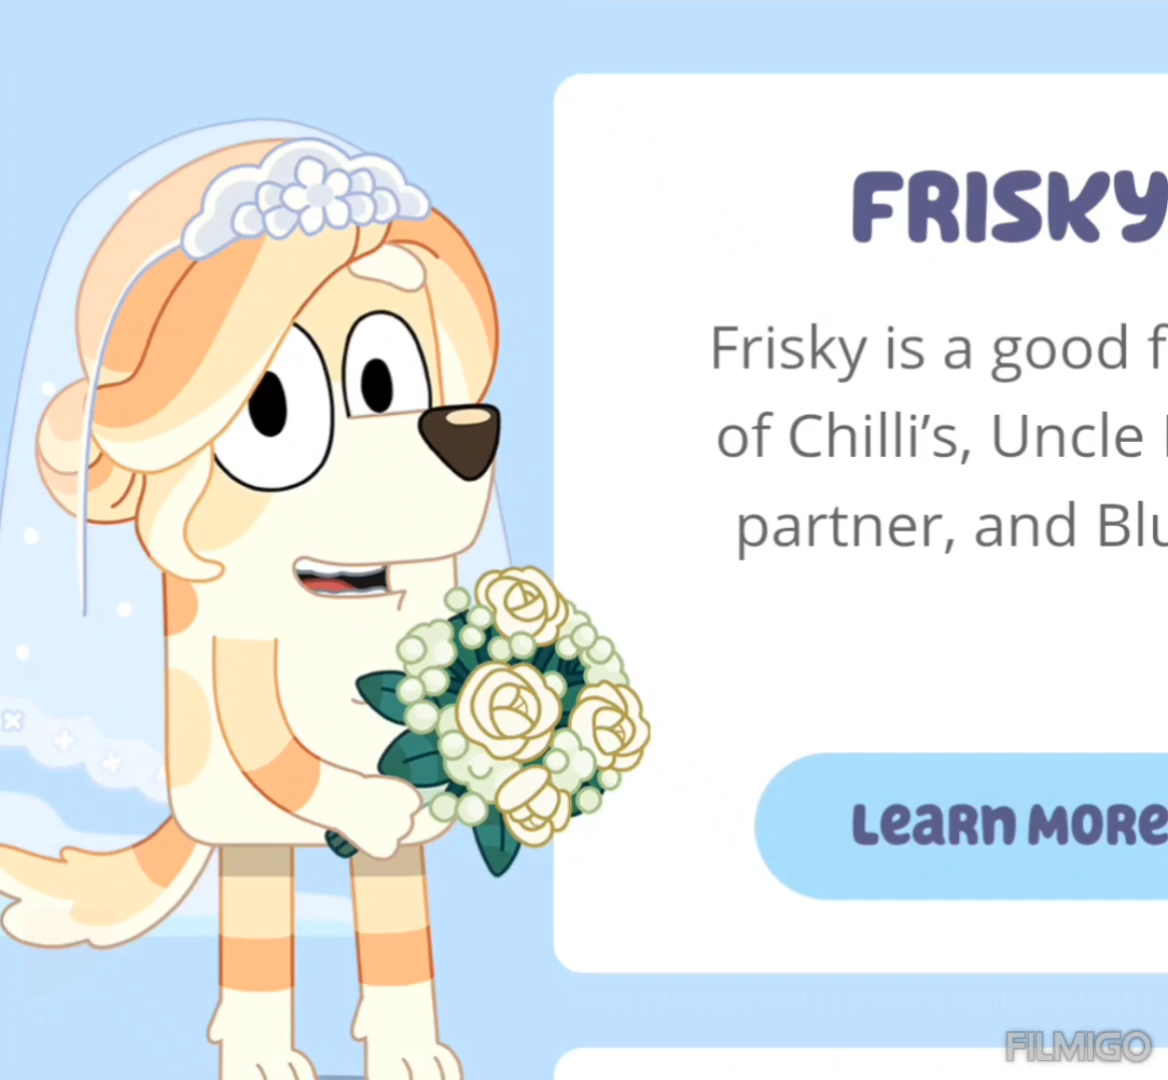 FRISKY
Frisky is a good f
of Chilli's, Uncle
partner, and Blu
LeaRn MORe
FILMIGO